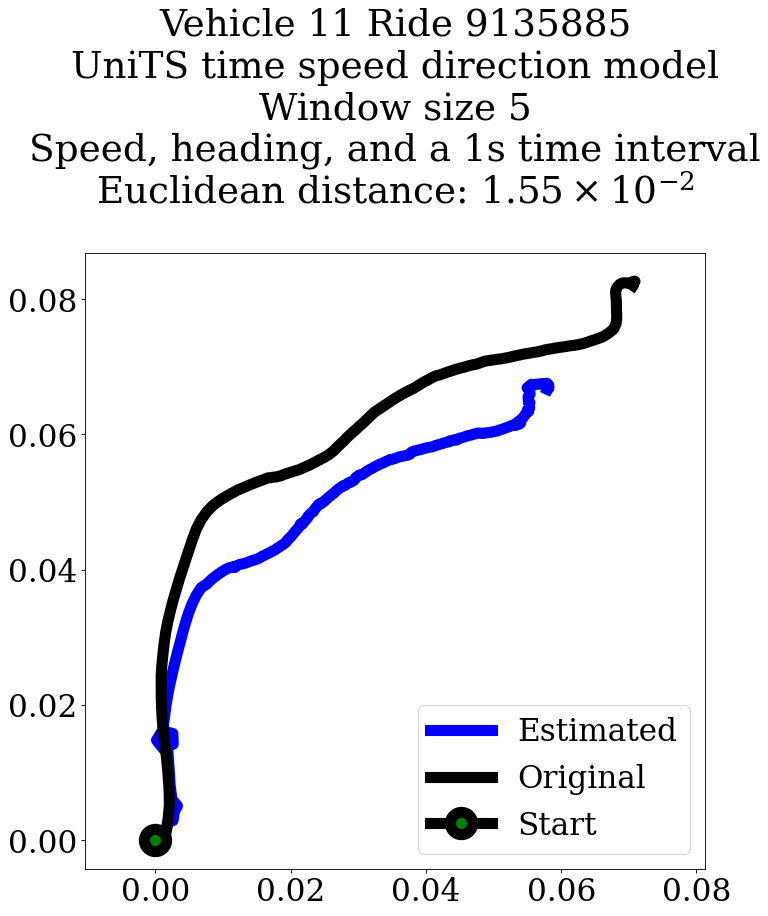 Vehicle 11 Ride 9135885
UniTS time speed direction model
Window size 5
Speed, heading, and a 1s time interval
Euclidean distance: 1.55 × 10⁻²
0.08
0.06
0.04
0.02
0.00
Estimated
Original
Start
0.00 0.02 0.04 0.06 0.08